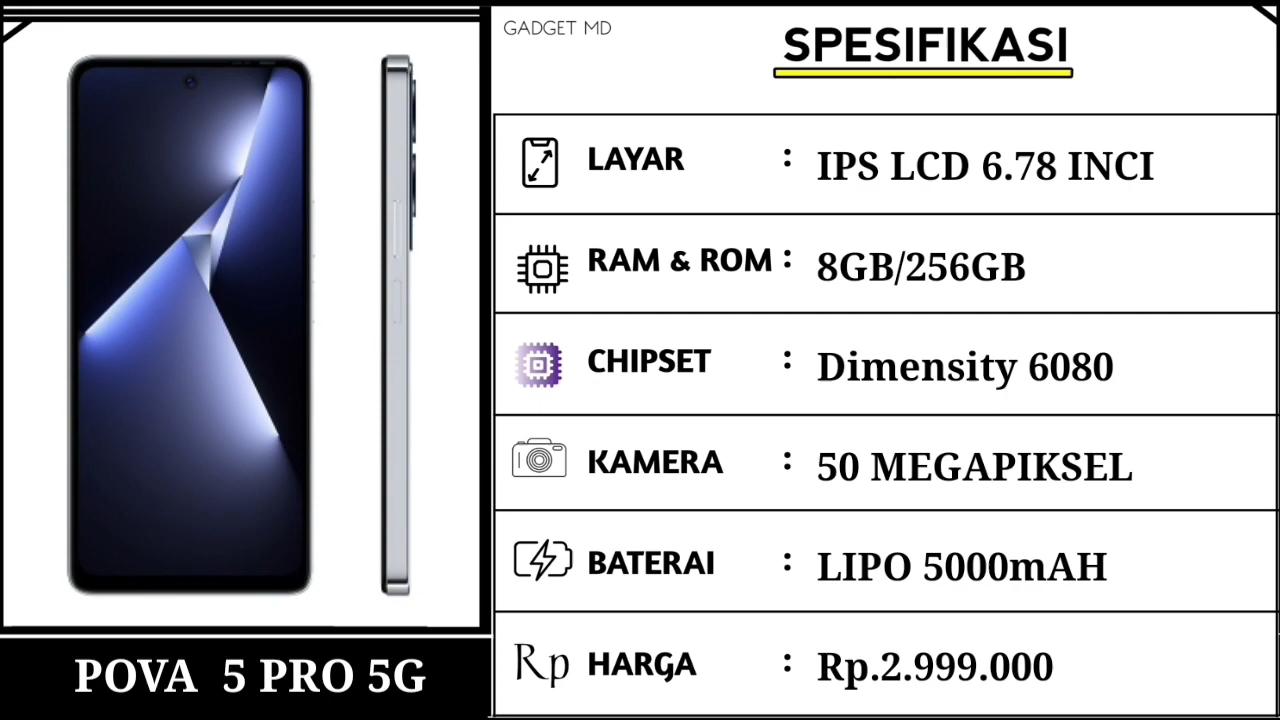 GADGET MD
SPESIFIKASI
LAYAR : IPS LCD 6.78 INCI
RAM & ROM : 8GB/256GB
CHIPSET : Dimensity 6080
KAMERA : 50 MEGAPIKSEL
BATERAI : LIPO 5000mAH
Rp HARGA : Rp.2.999.000
POVA 5 PRO 5G